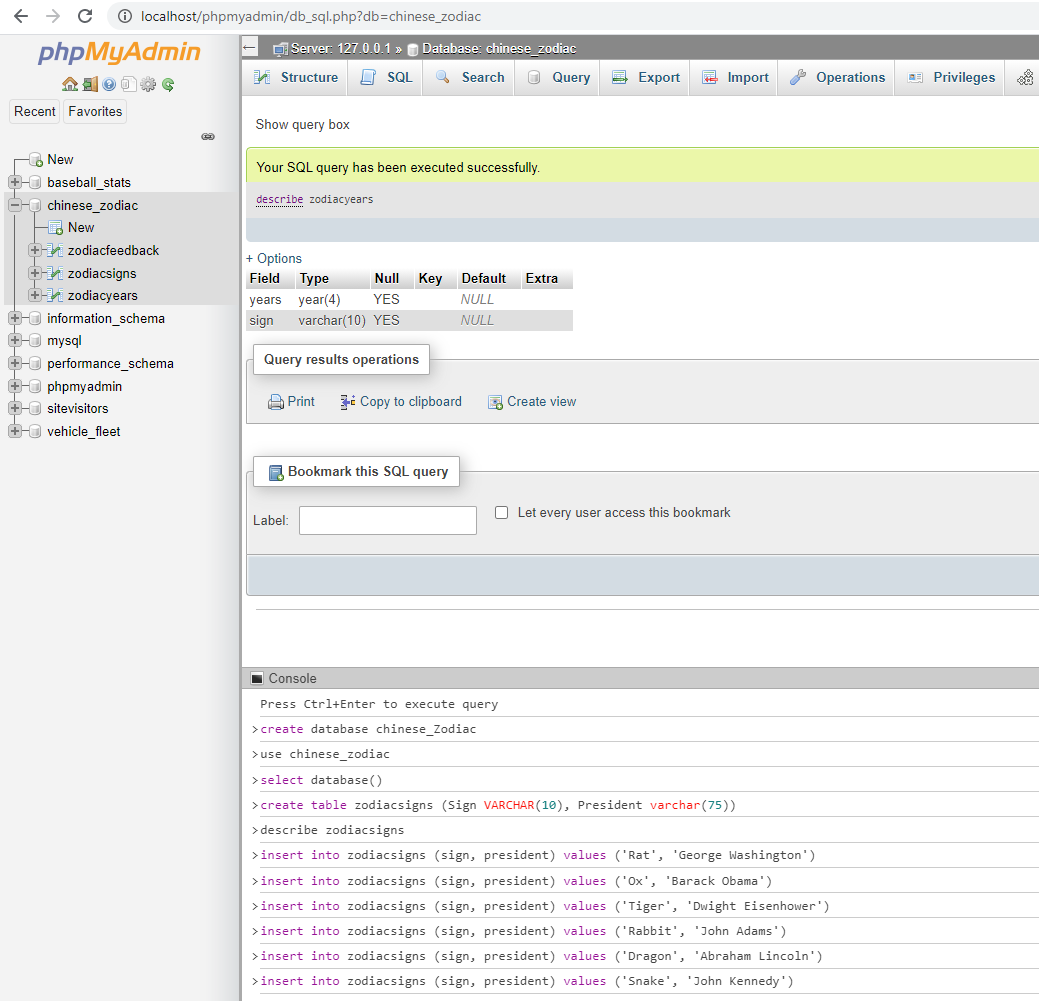 localhost/phpmyadmin/db_sql.php?db=chinese_zodiac
phpMyAdmin
Recent Favorites
New
baseball_stats
chinese_zodiac
New
zodiacfeedback
zodiacsigns
zodiacyears
information_schema
mysql
performance_schema
phpmyadmin
sitevisitors
vehicle_fleet
Server: 127.0.0.1 » Database: chinese_zodiac
Structure SQL Search Query Export Import Operations Privileges
Show query box
Your SQL query has been executed successfully.
describe zodiacyears
+ Options
Field Type Null Key Default Extra
years year(4) YES NULL
sign varchar(10) YES NULL
Query results operations
Print Copy to clipboard Create view
Bookmark this SQL query
Label: Let every user access this bookmark
Console
Press Ctrl+Enter to execute query
>create database chinese_Zodiac
>use chinese_zodiac
>select database()
>create table zodiacsigns (Sign VARCHAR(10), President varchar(75))
>describe zodiacsigns
>insert into zodiacsigns (sign, president) values ('Rat', 'George Washington')
>insert into zodiacsigns (sign, president) values ('Ox', 'Barack Obama')
>insert into zodiacsigns (sign, president) values ('Tiger', 'Dwight Eisenhower')
>insert into zodiacsigns (sign, president) values ('Rabbit', 'John Adams')
>insert into zodiacsigns (sign, president) values ('Dragon', 'Abraham Lincoln')
>insert into zodiacsigns (sign, president) values ('Snake', 'John Kennedy')